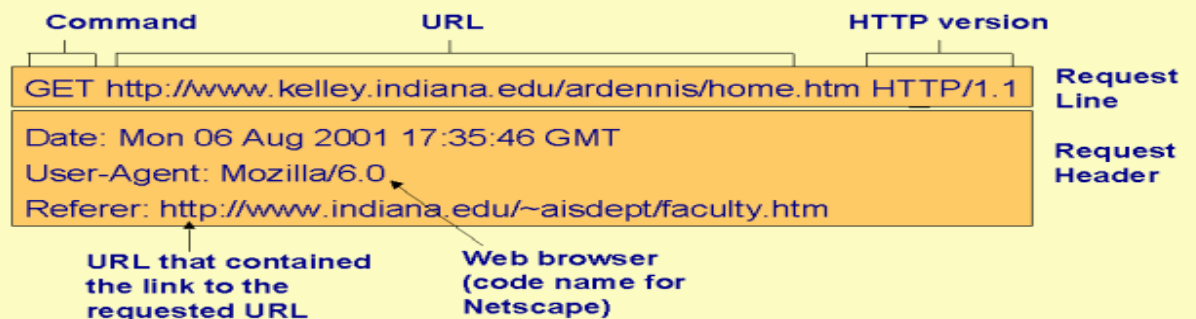 Command URL HTTP version
GET http://www.kelley.indiana.edu/ardennis/home.htm HTTP/1.1
Request
Line
Date: Mon 06 Aug 2001 17:35:46 GMT
User-Agent: Mozilla/6.0
Referer: http://www.indiana.edu/~aisdept/faculty.htm
Request
Header
URL that contained
the link to the
requested URL
Web browser
(code name for
Netscape)